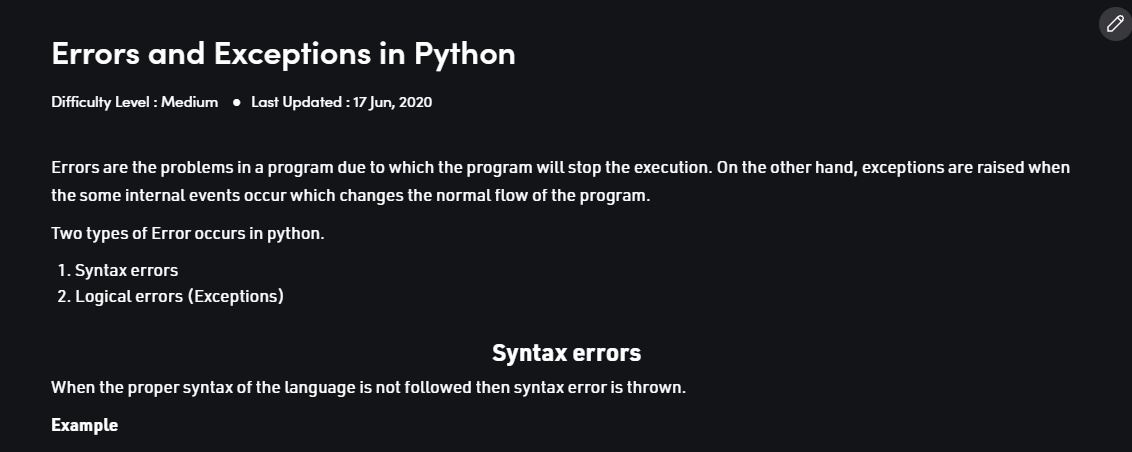 Errors and Exceptions in Python
Difficulty Level : Medium ● Last Updated : 17 Jun, 2020
Errors are the problems in a program due to which the program will stop the execution. On the other hand, exceptions are raised when
the some internal events occur which changes the normal flow of the program.
Two types of Error occurs in python.
1. Syntax errors
2. Logical errors (Exceptions)
Syntax errors
When the proper syntax of the language is not followed then syntax error is thrown.
Example